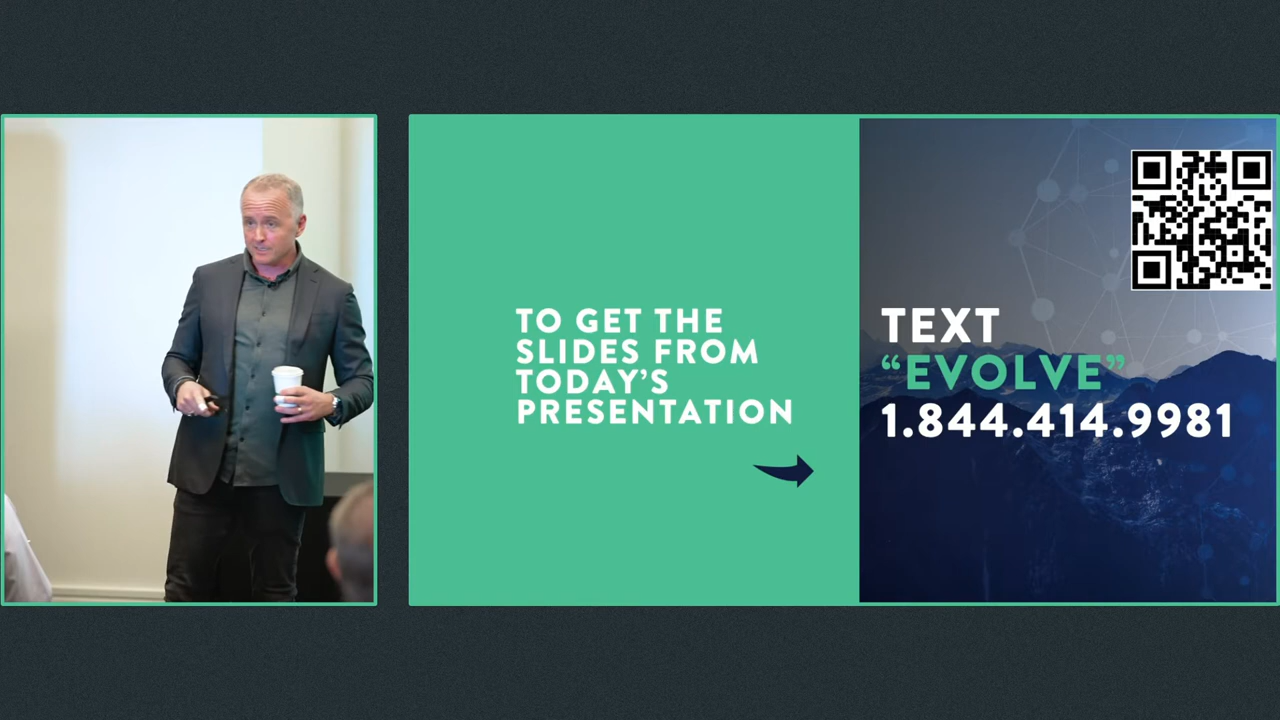 TO GET THE
SLIDES FROM
TODAY’S
PRESENTATION
TEXT
“EVOLVE”
1.844.414.9981